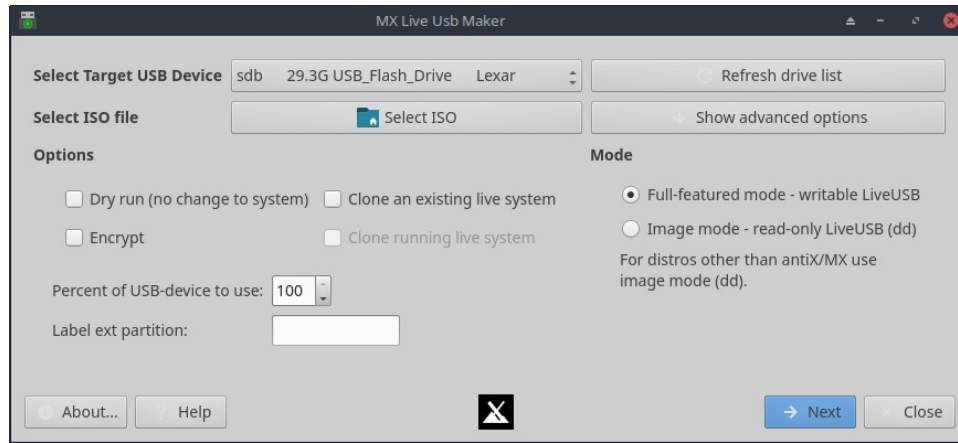 MX Live Usb Maker
Select Target USB Device sdb 29.3G USB_Flash_Drive Lexar Refresh drive list
Select ISO file Select ISO Show advanced options
Options Mode
Dry run (no change to system) Clone an existing live system Full-featured mode - writable LiveUSB
Encrypt Clone running live system Image mode - read-only LiveUSB (dd)
For distros other than antiX/MX use
image mode (dd).
Percent of USB-device to use: 100
Label ext partition:
About... Help Next Close